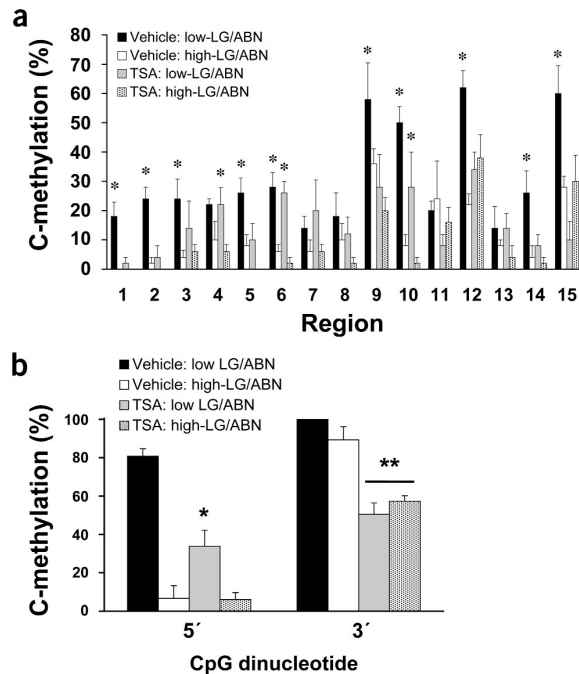 a
C-methylation (%)
80
70
60
50
40
30
20
10
0
Vehicle: low-LG/ABN
Vehicle: high-LG/ABN
TSA: low-LG/ABN
TSA: high-LG/ABN
* * * * * * * * * * * *
1 2 3 4 5 6 7 8 9 10 11 12 13 14 15
Region
b
Vehicle: low LG/ABN
Vehicle: high-LG/ABN
TSA: low LG/ABN
TSA: high-LG/ABN
C-methylation (%)
100
80
60
40
20
0
*
**
5´ 3´
CpG dinucleotide